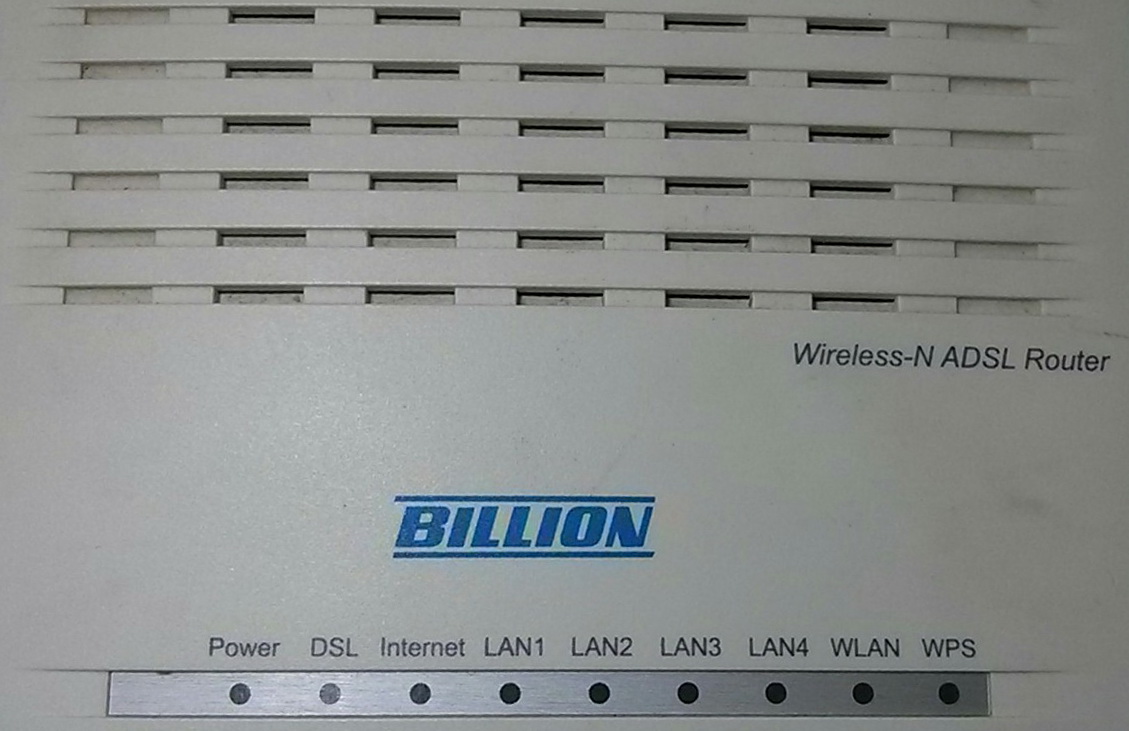 Wireless-N ADSL Router
BILLION
Power DSL Internet LAN1 LAN2 LAN3 LAN4 WLAN WPS